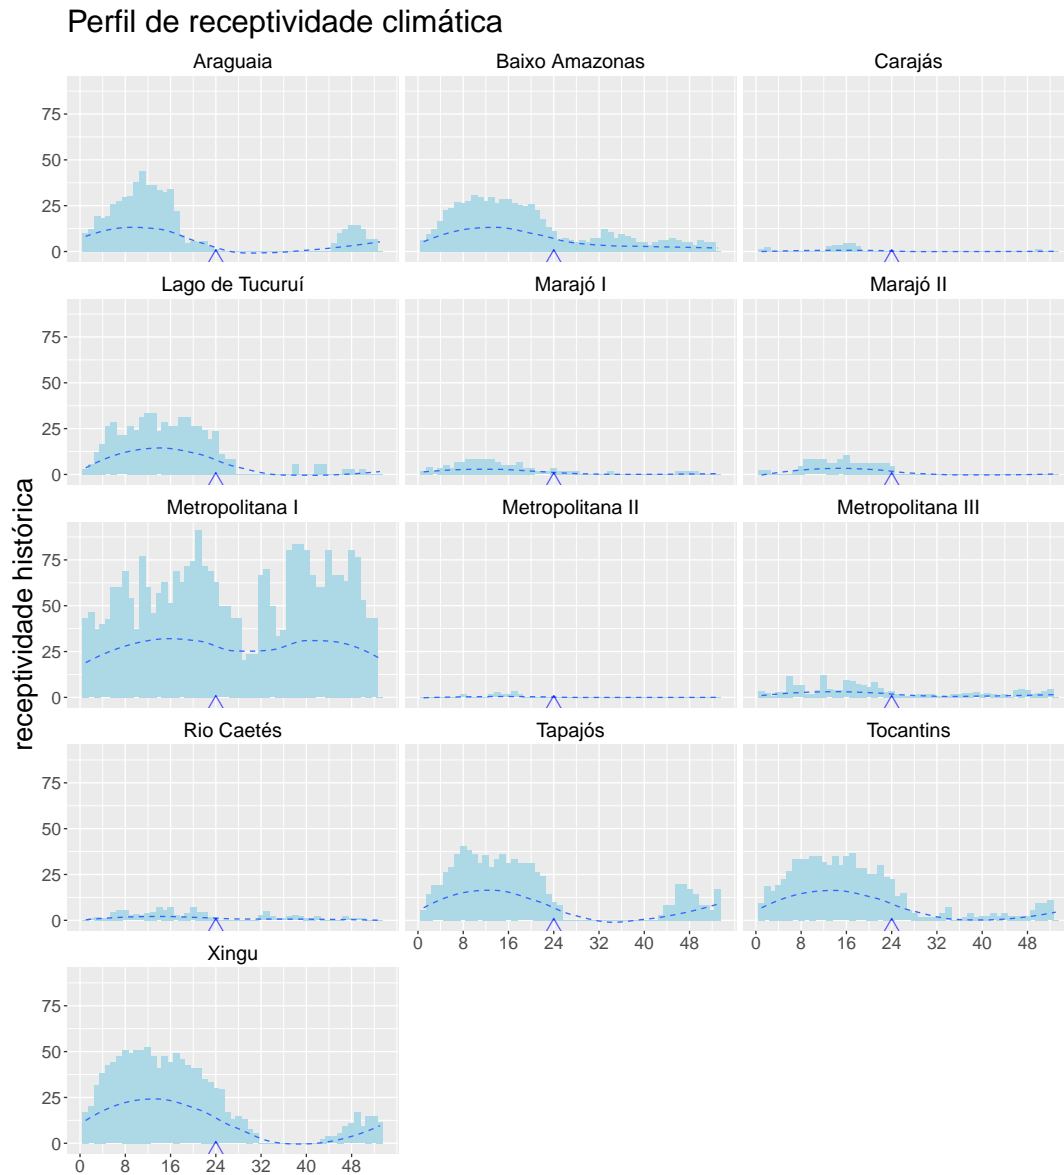 Perfil de receptividade climática
Araguaia
Baixo Amazonas
Carajás
75
50
25
0
Lago de Tucuruí
Marajó I
Marajó II
75
50
25
0
Metropolitana I
Metropolitana II
Metropolitana III
75
50
25
0
receptividade histórica
Rio Caetés
Tapajós
Tocantins
75
50
25
0
0 8 16 24 32 40 48
0 8 16 24 32 40 48
Xingu
75
50
25
0
0 8 16 24 32 40 48